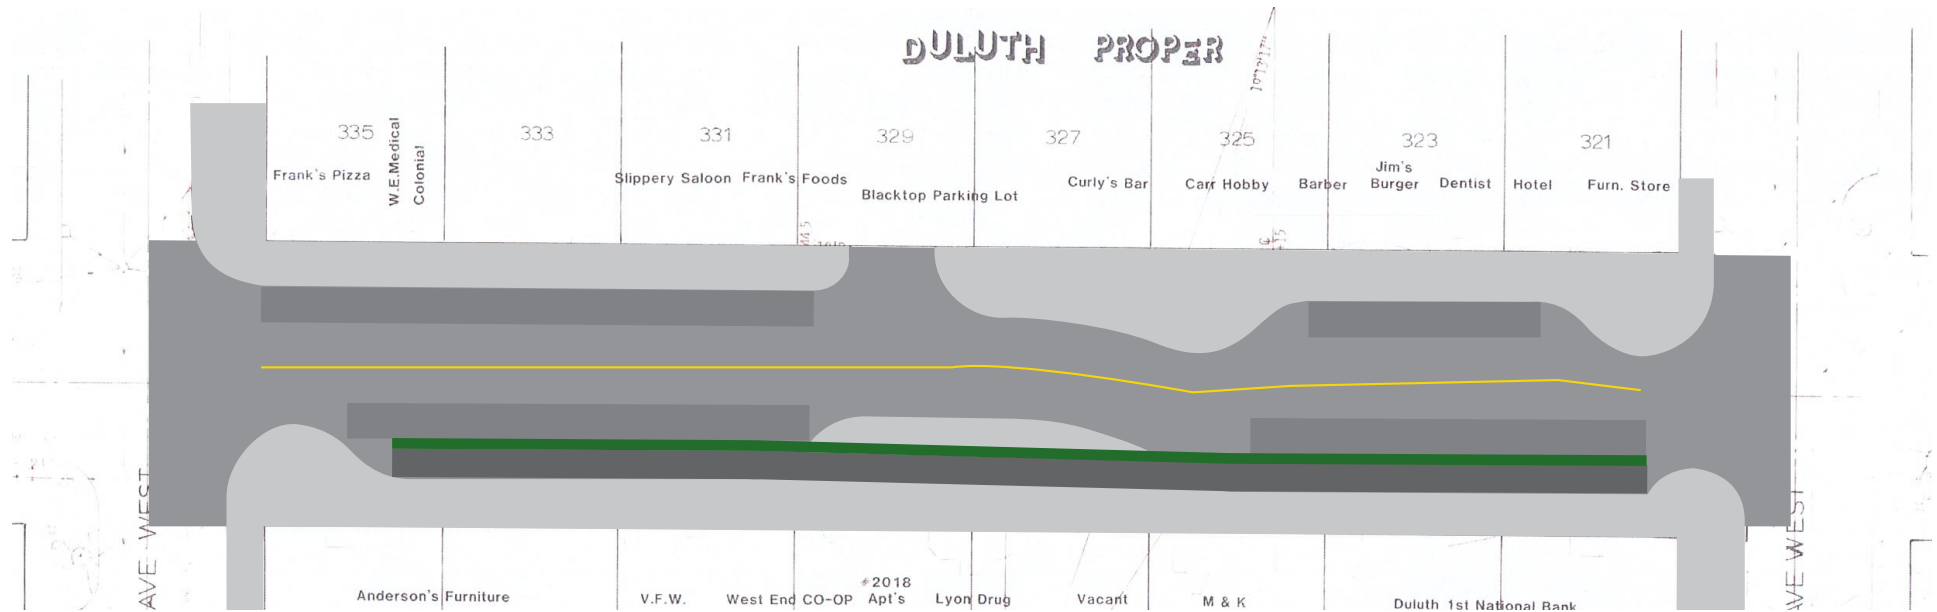 DULUTH PROPER
335 333 331 329 327 325 323 321
Frank's Pizza
W.E.Medical
Colonial
Slippery Saloon
Frank's Foods
Blacktop Parking Lot
Curly's Bar
Carr Hobby
Barber
Jim's
Burger
Dentist
Hotel
Furn. Store
AVE WEST
AVE WEST
Anderson's Furniture
V.F.W.
West End CO-OP
#2018
Apt's
Lyon Drug
Vacant
M & K
Duluth 1st National Bank